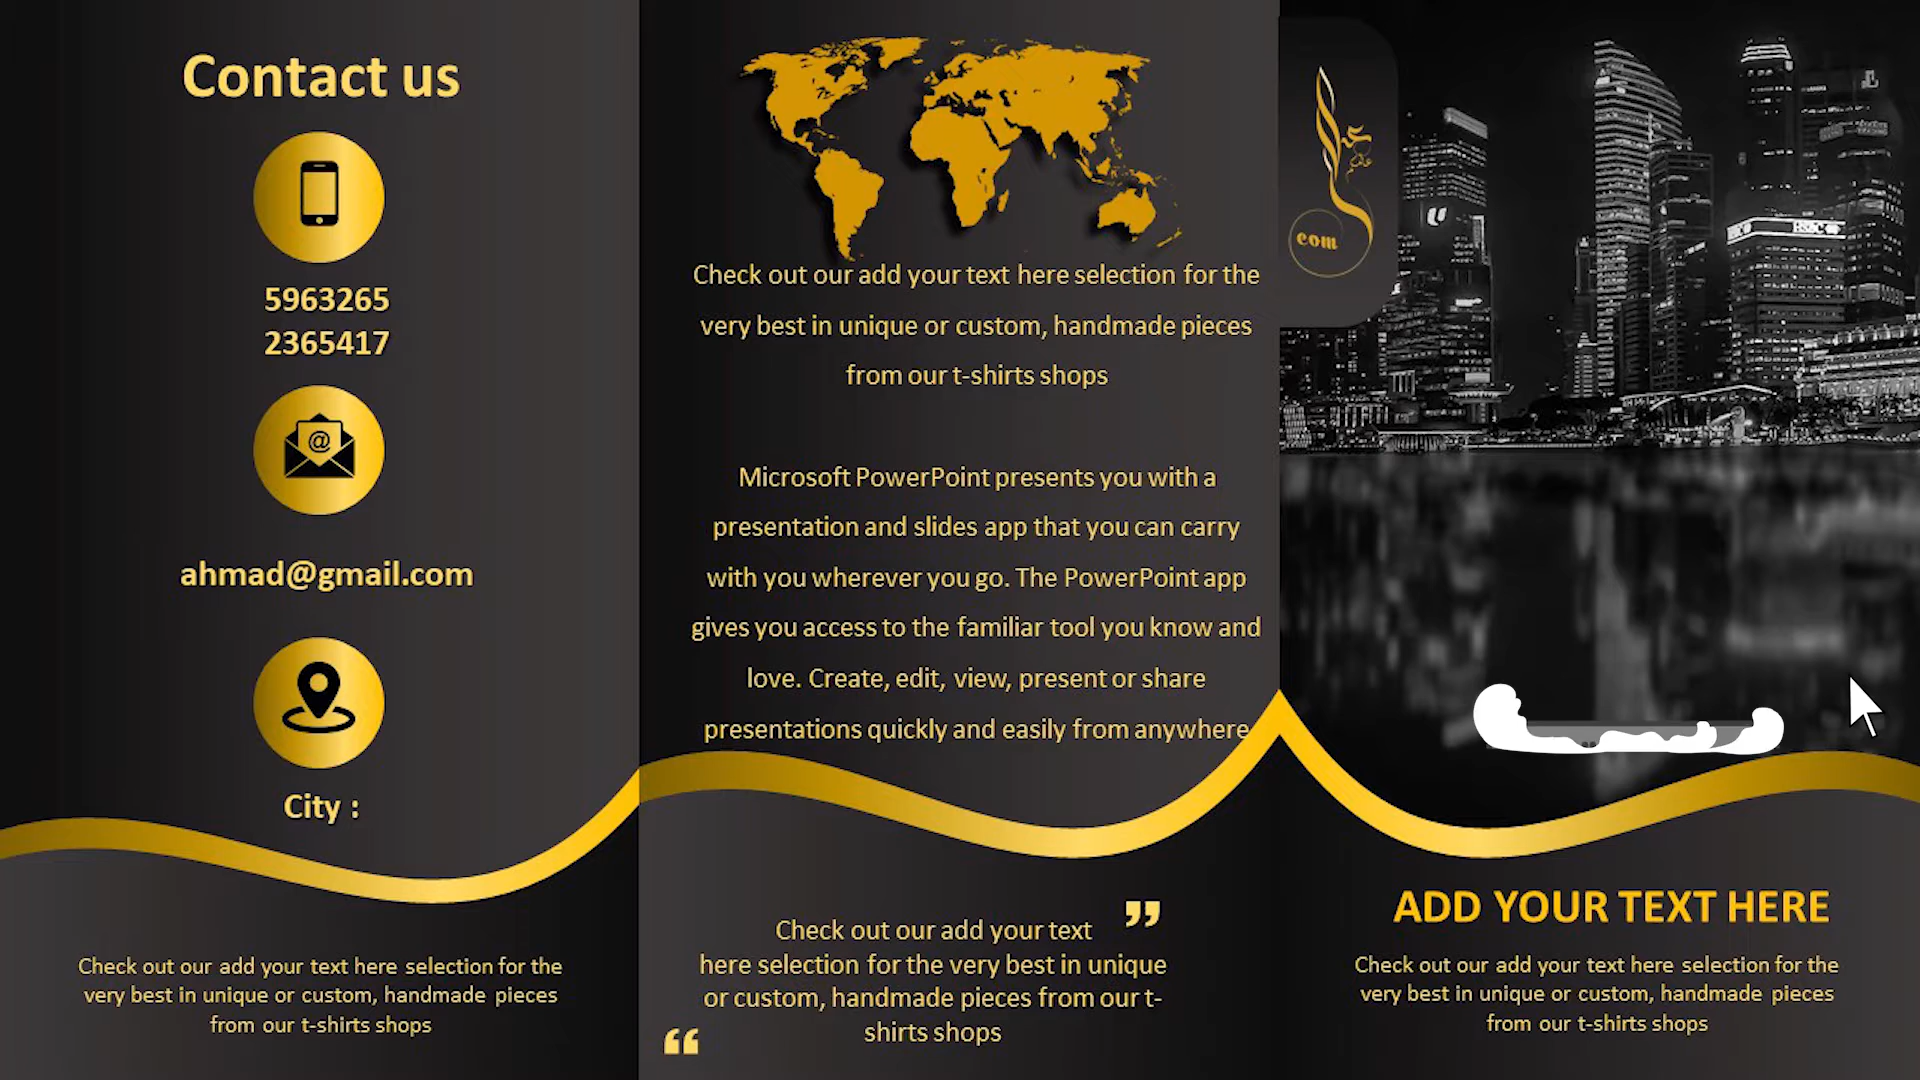 Contact us
5963265
2365417
ahmad@gmail.com
City :
Check out our add your text here selection for the
very best in unique or custom, handmade pieces
from our t-shirts shops
Check out our add your text here selection for the
very best in unique or custom, handmade pieces
from our t-shirts shops
Microsoft PowerPoint presents you with a
presentation and slides app that you can carry
with you wherever you go. The PowerPoint app
gives you access to the familiar tool you know and
love. Create, edit, view, present or share
presentations quickly and easily from anywhere
Check out our add your text ”
here selection for the very best in unique
or custom, handmade pieces from our t-
“ shirts shops
com
HSBC
ADD YOUR TEXT HERE
Check out our add your text here selection for the
very best in unique or custom, handmade pieces
from our t-shirts shops